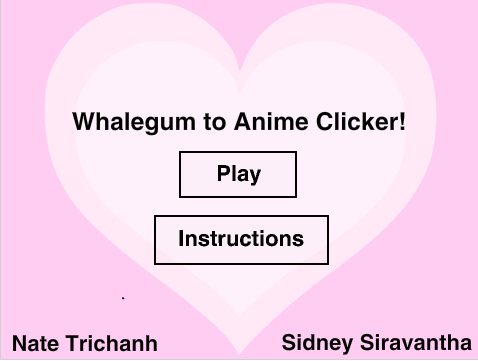 Whalegum to Anime Clicker!
Play
Instructions
Nate Trichanh
Sidney Siravantha